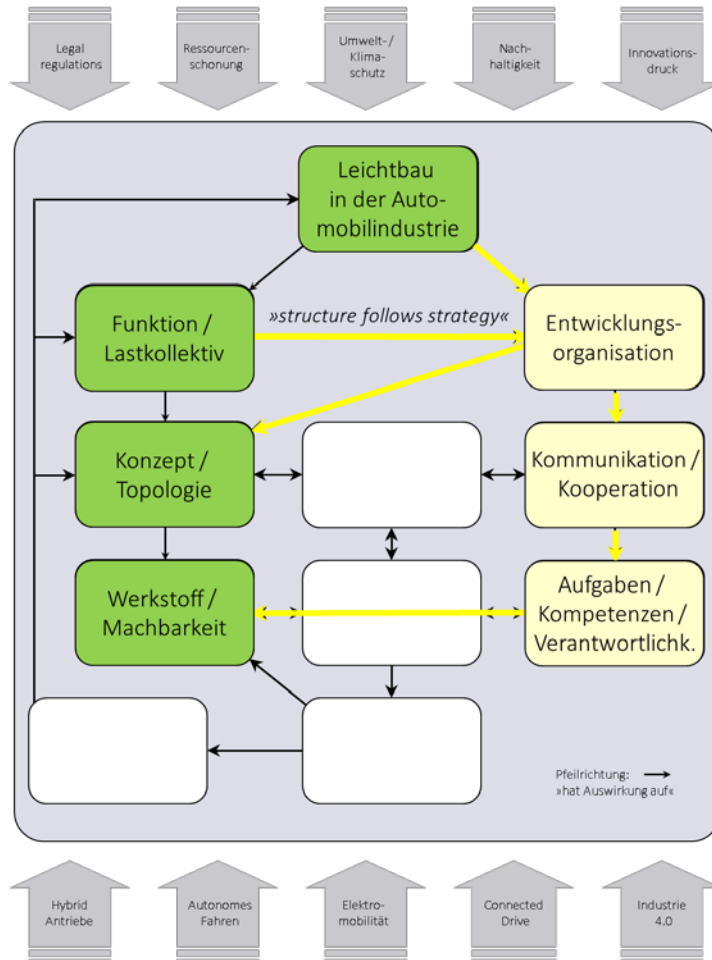 Legal
regulations
Ressourcen-
schonung
Umwelt-/
Klima-
schutz
Nach-
haltigkeit
Innovations-
druck
Leichtbau
in der Auto-
mobilindustrie
Funktion /
Lastkollektiv
»structure follows strategy«
Entwicklungs-
organisation
Konzept /
Topologie
Kommunikation /
Kooperation
Werkstoff /
Machbarkeit
Aufgaben /
Kompetenzen /
Verantwortlichk.
Pfeilrichtung:
»hat Auswirkung auf«
Hybrid
Antriebe
Autonomes
Fahren
Elektro-
mobilität
Connected
Drive
Industrie
4.0